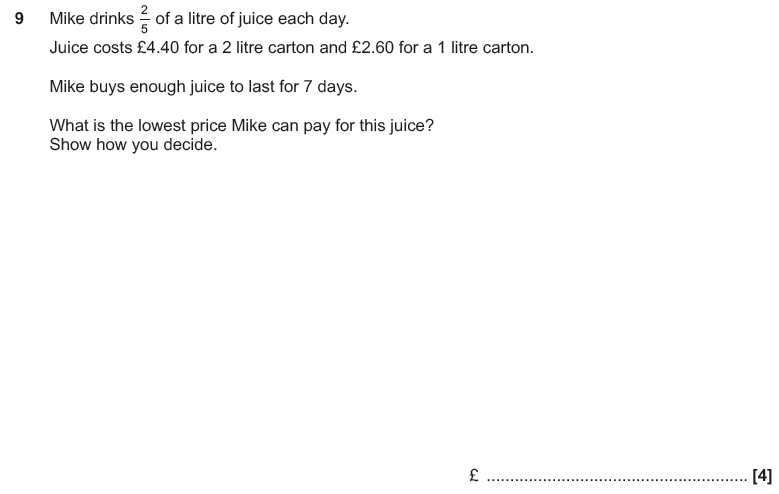 9 Mike drinks 2/5 of a litre of juice each day.
Juice costs £4.40 for a 2 litre carton and £2.60 for a 1 litre carton.
Mike buys enough juice to last for 7 days.
What is the lowest price Mike can pay for this juice?
Show how you decide.
£ ........................................................ [4]